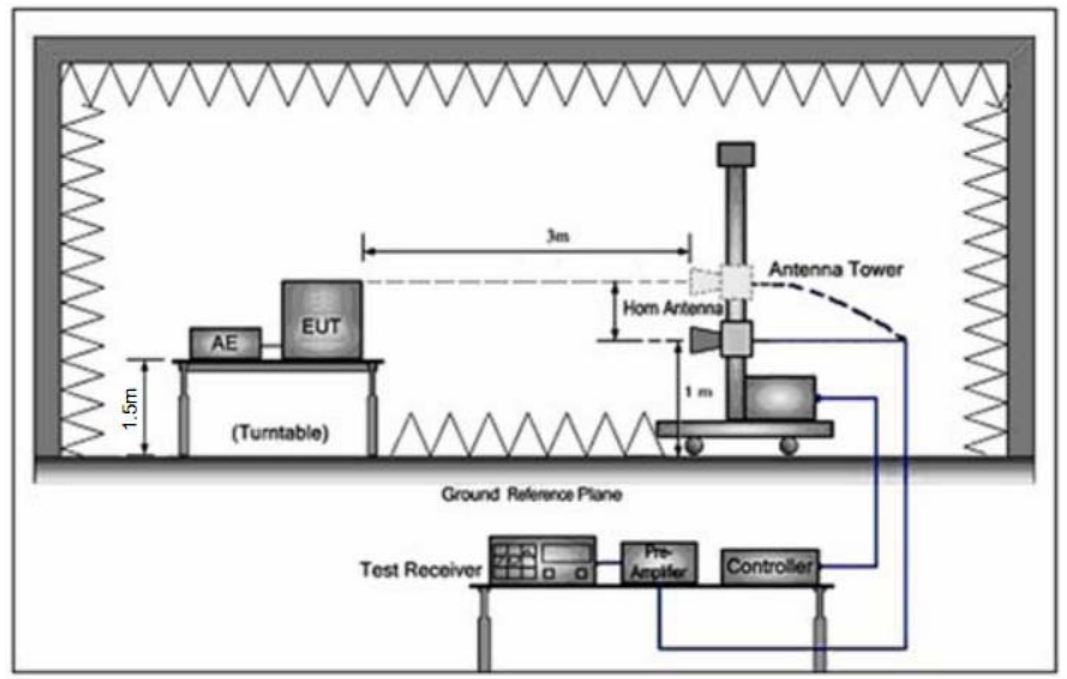 3m
Antenna Tower
Horn Antenna
EUT
AE
1.5m
1 m
(Turntable)
Ground Reference Plane
Test Receiver
Pre-
Amplifier
Controller